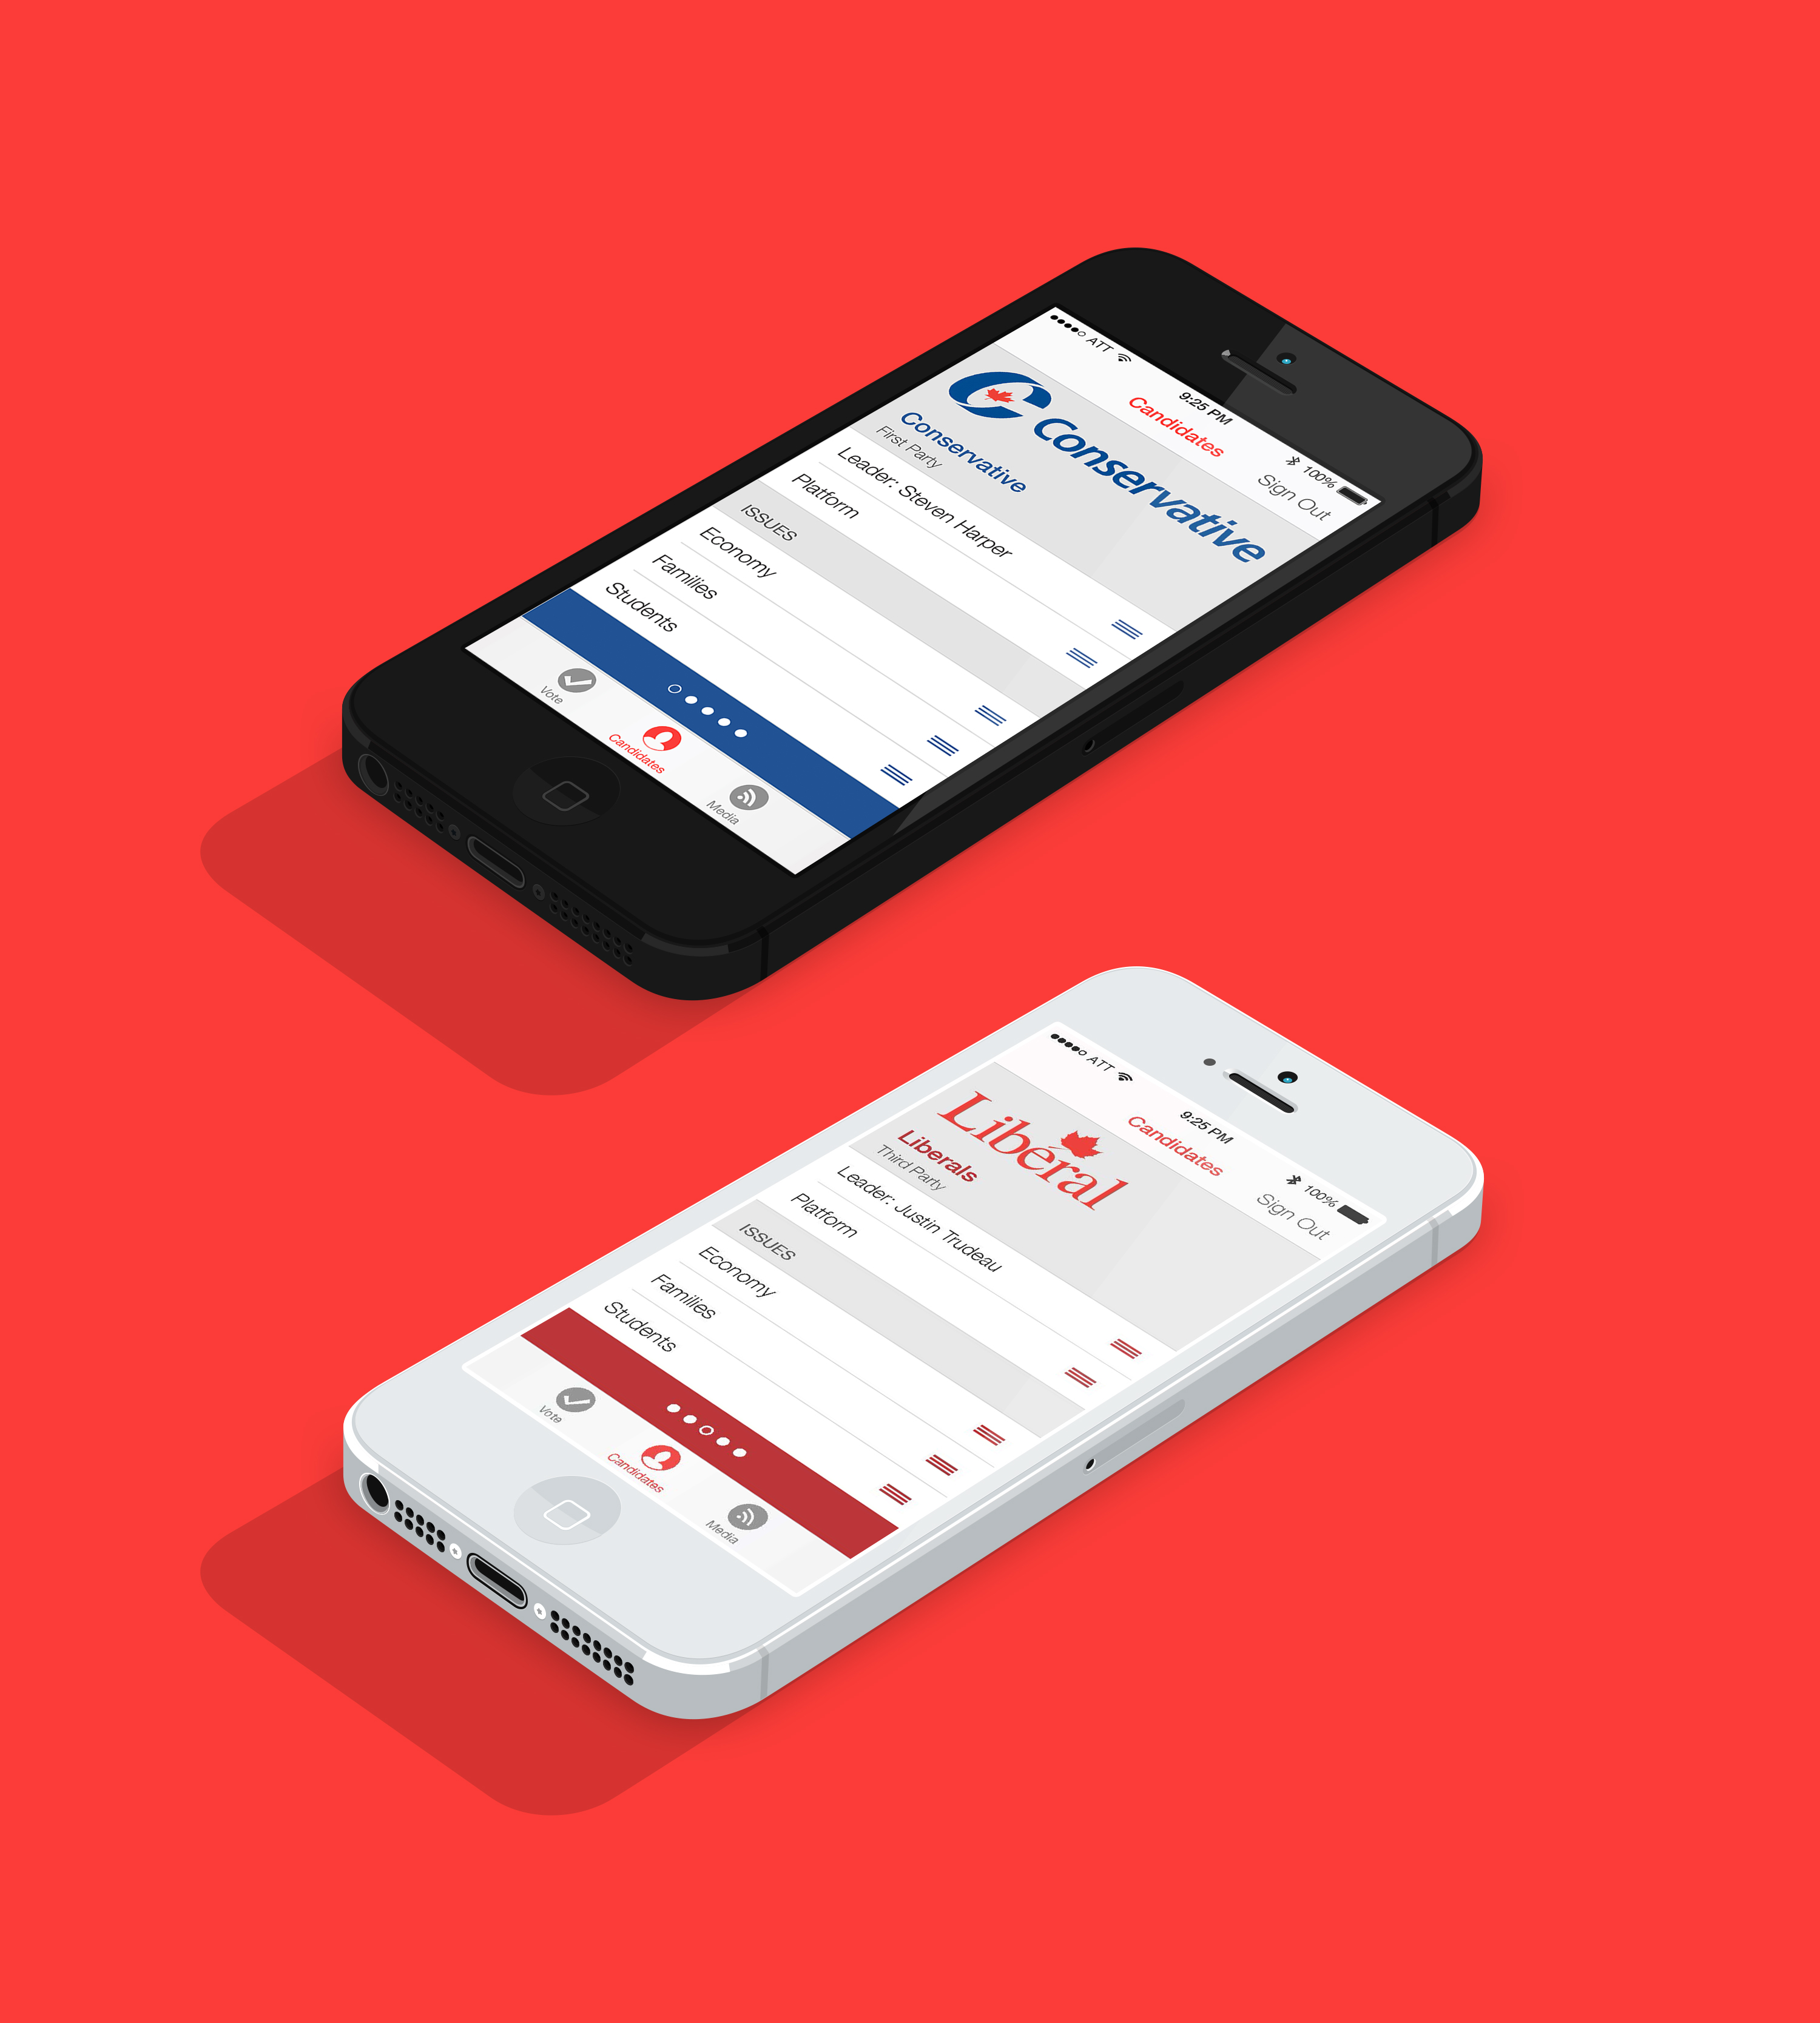 ATT
9:25 PM
100%
Candidates
Sign Out
Conservative
Conservative
First Party
Leader: Steven Harper
Platform
ISSUES
Economy
Families
Students
Vote
Candidates
Media
ATT
9:25 PM
100%
Candidates
Sign Out
Liberal
Liberals
Third Party
Leader: Justin Trudeau
Platform
ISSUES
Economy
Families
Students
Vote
Candidates
Media